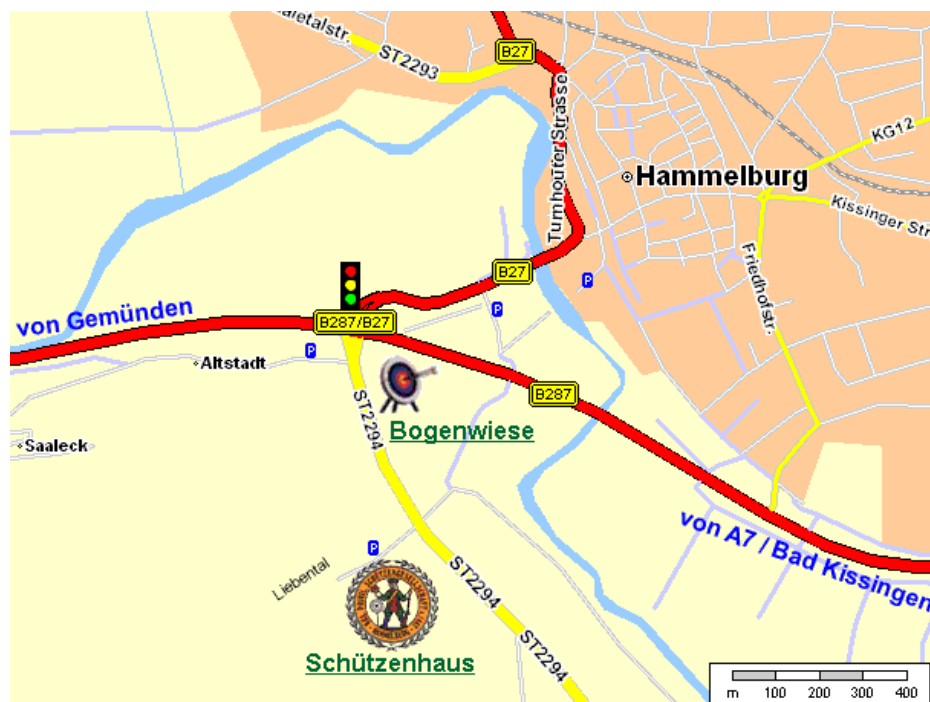 aletalstr.
ST2293
B27
Turnhouter Strasse
KG12
Hammelburg
Kissinger Str
Friedhofstr.
B27
P
P
von Gemünden
B287/B27
P
Altstadt
ST2294
B287
Bogenwiese
Saaleck
von A7 / Bad Kissingen
P
Liebental
ST2294
Schützenhaus
ST2294
m 100 200 300 400